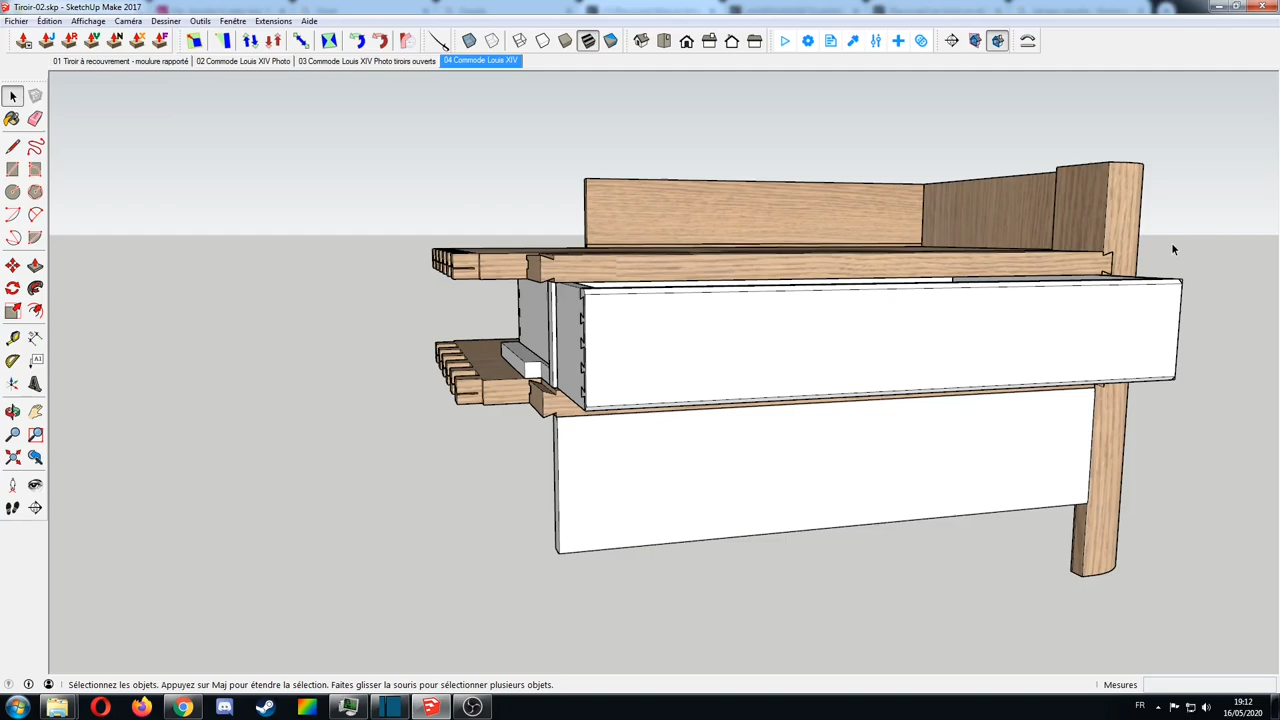 Tiroir-02.skp - SketchUp Make 2017
Fichier Édition Affichage Caméra Dessiner Outils Fenêtre Extensions Aide
01 Tiroir à recouvrement - moulure rapporté 02 Commode Louis XIV Photo 03 Commode Louis XIV Photo tiroirs ouverts 04 Commode Louis XIV
Sélectionnez les objets. Appuyez sur Maj pour étendre la sélection. Faites glisser la souris pour sélectionner plusieurs objets.
Mesures
FR
19:12
16/05/2020